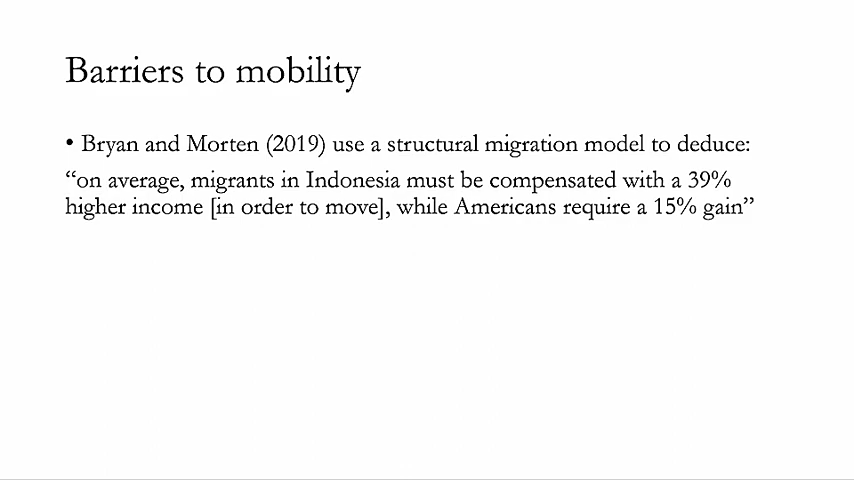 Barriers to mobility
• Bryan and Morten (2019) use a structural migration model to deduce:
“on average, migrants in Indonesia must be compensated with a 39%
higher income [in order to move], while Americans require a 15% gain”